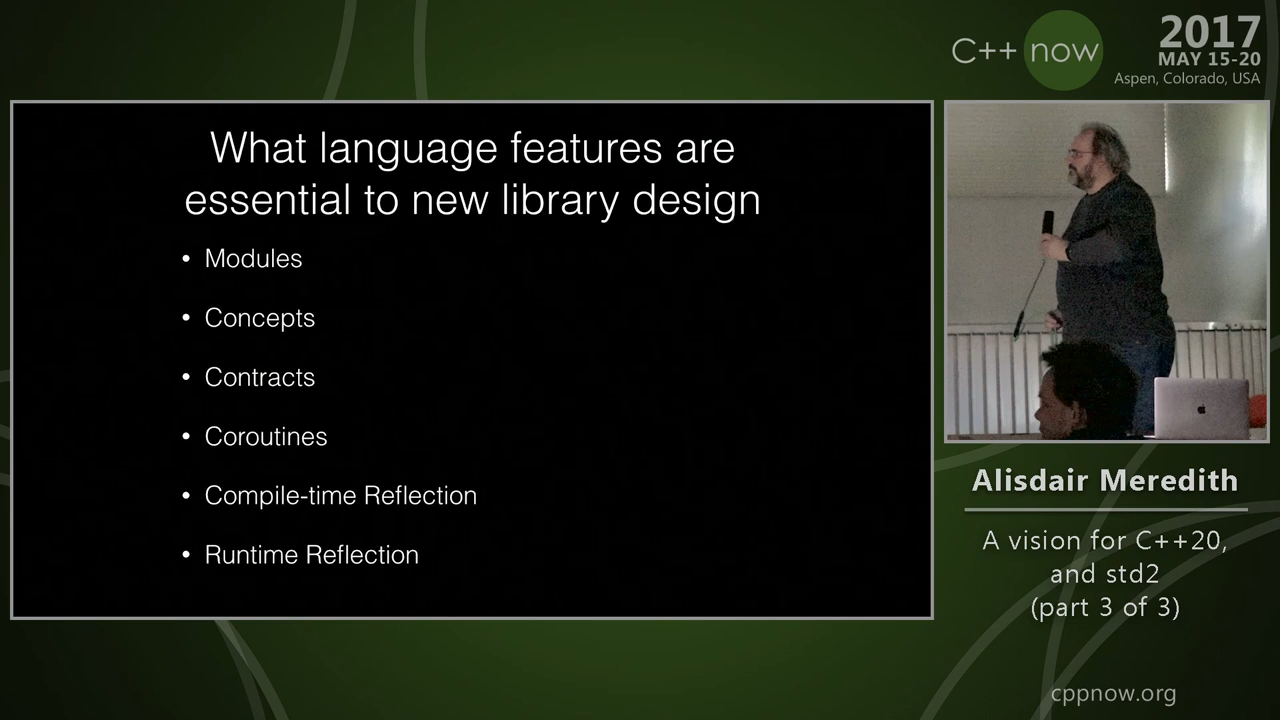 C++ now
2017
MAY 15-20
Aspen, Colorado, USA
What language features are
essential to new library design
• Modules
• Concepts
• Contracts
• Coroutines
• Compile-time Reflection
• Runtime Reflection
Alisdair Meredith
A vision for C++20,
and std2
(part 3 of 3)
cppnow.org